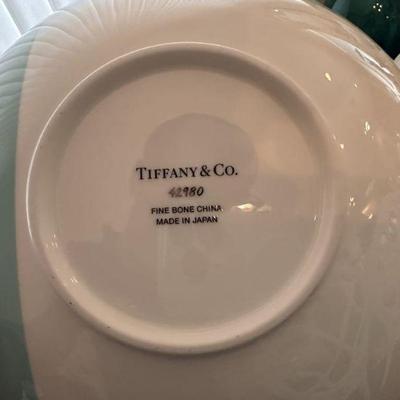 TIFFANY & CO.
42980
FINE BONE CHINA
MADE IN JAPAN